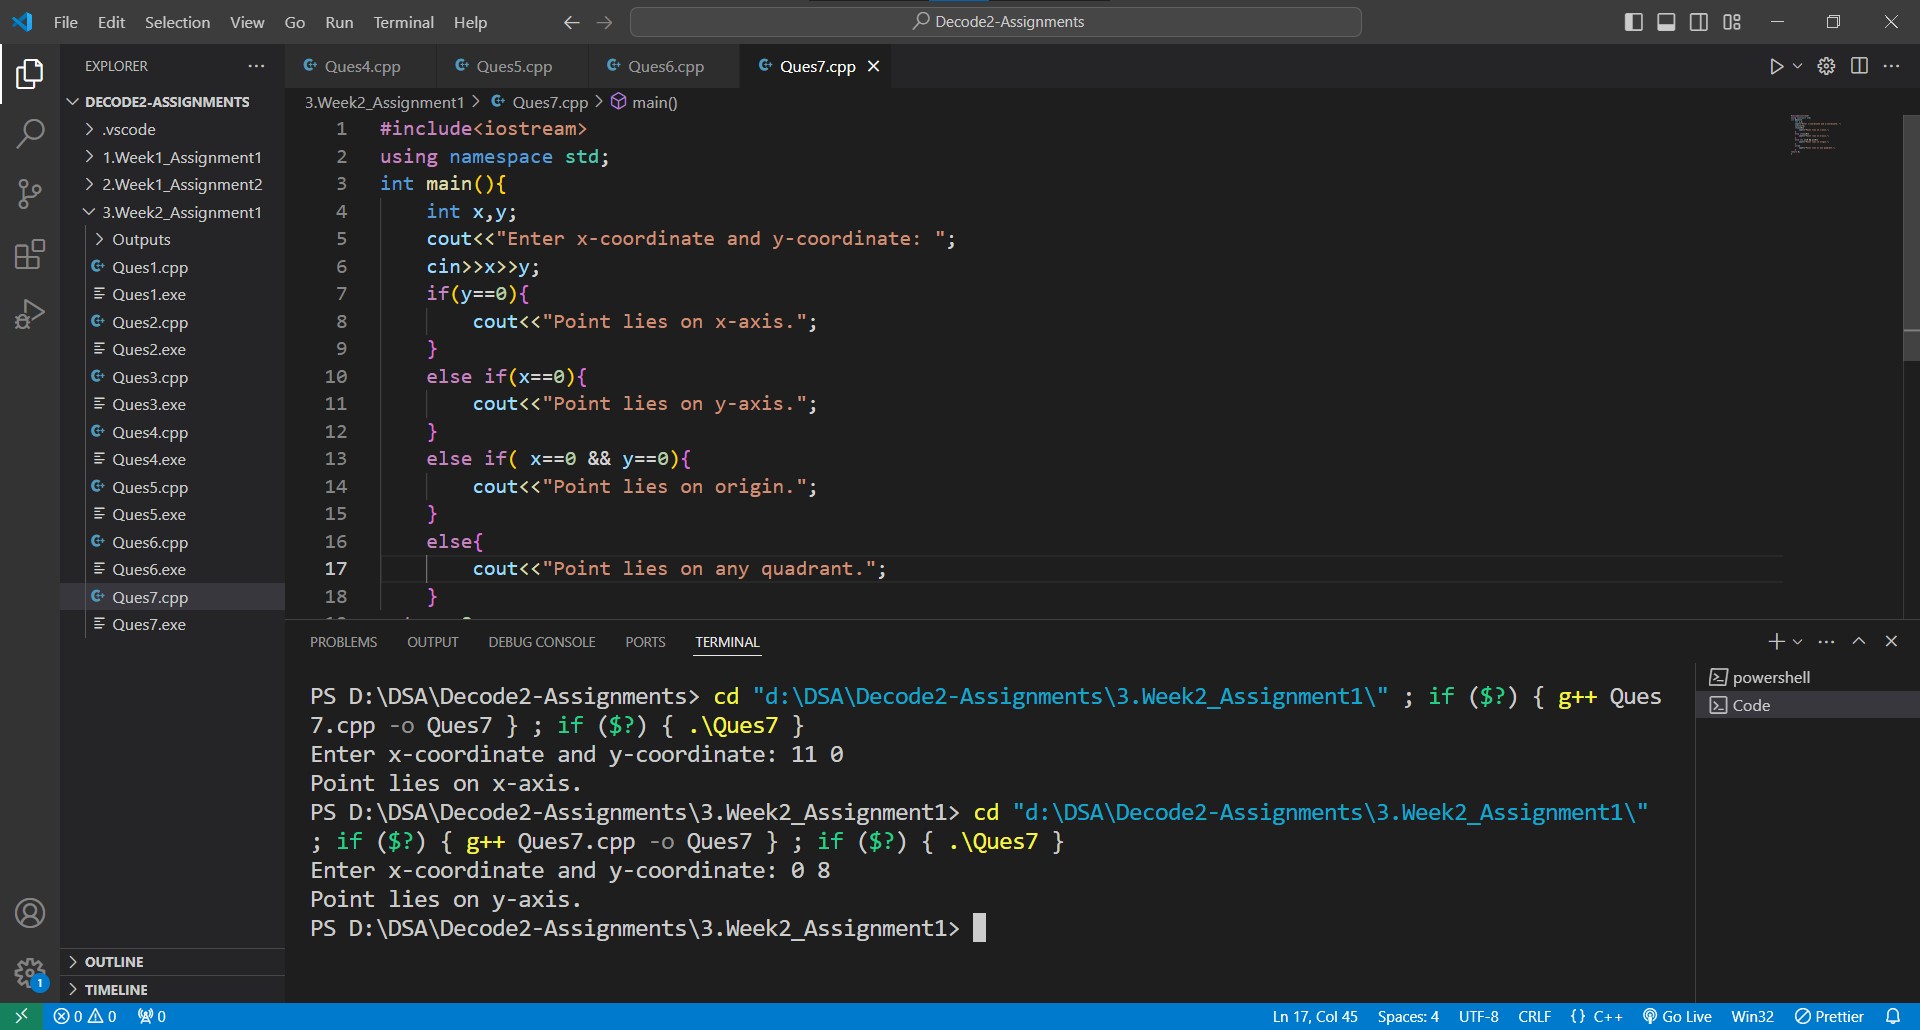 File Edit Selection View Go Run Terminal Help
Decode2-Assignments
EXPLORER
DECODE2-ASSIGNMENTS
.vscode
1.Week1_Assignment1
2.Week1_Assignment2
3.Week2_Assignment1
Outputs
Ques1.cpp
Ques1.exe
Ques2.cpp
Ques2.exe
Ques3.cpp
Ques3.exe
Ques4.cpp
Ques4.exe
Ques5.cpp
Ques5.exe
Ques6.cpp
Ques6.exe
Ques7.cpp
Ques7.exe
OUTLINE
TIMELINE
1
Ques4.cpp Ques5.cpp Ques6.cpp Ques7.cpp
3.Week2_Assignment1 > Ques7.cpp > main()
1 #include<iostream>
2 using namespace std;
3 int main(){
4 int x,y;
5 cout<<"Enter x-coordinate and y-coordinate: ";
6 cin>>x>>y;
7 if(y==0){
8 cout<<"Point lies on x-axis.";
9 }
10 else if(x==0){
11 cout<<"Point lies on y-axis.";
12 }
13 else if( x==0 && y==0){
14 cout<<"Point lies on origin.";
15 }
16 else{
17 cout<<"Point lies on any quadrant.";
18 }
PROBLEMS OUTPUT DEBUG CONSOLE PORTS TERMINAL
PS D:\DSA\Decode2-Assignments> cd "d:\DSA\Decode2-Assignments\3.Week2_Assignment1\" ; if ($?) { g++ Ques
7.cpp -o Ques7 } ; if ($?) { .\Ques7 }
Enter x-coordinate and y-coordinate: 11 0
Point lies on x-axis.
PS D:\DSA\Decode2-Assignments\3.Week2_Assignment1> cd "d:\DSA\Decode2-Assignments\3.Week2_Assignment1\"
; if ($?) { g++ Ques7.cpp -o Ques7 } ; if ($?) { .\Ques7 }
Enter x-coordinate and y-coordinate: 0 8
Point lies on y-axis.
PS D:\DSA\Decode2-Assignments\3.Week2_Assignment1>
powershell
Code
0 0 0 Ln 17, Col 45 Spaces: 4 UTF-8 CRLF {} C++ Go Live Win32 Prettier